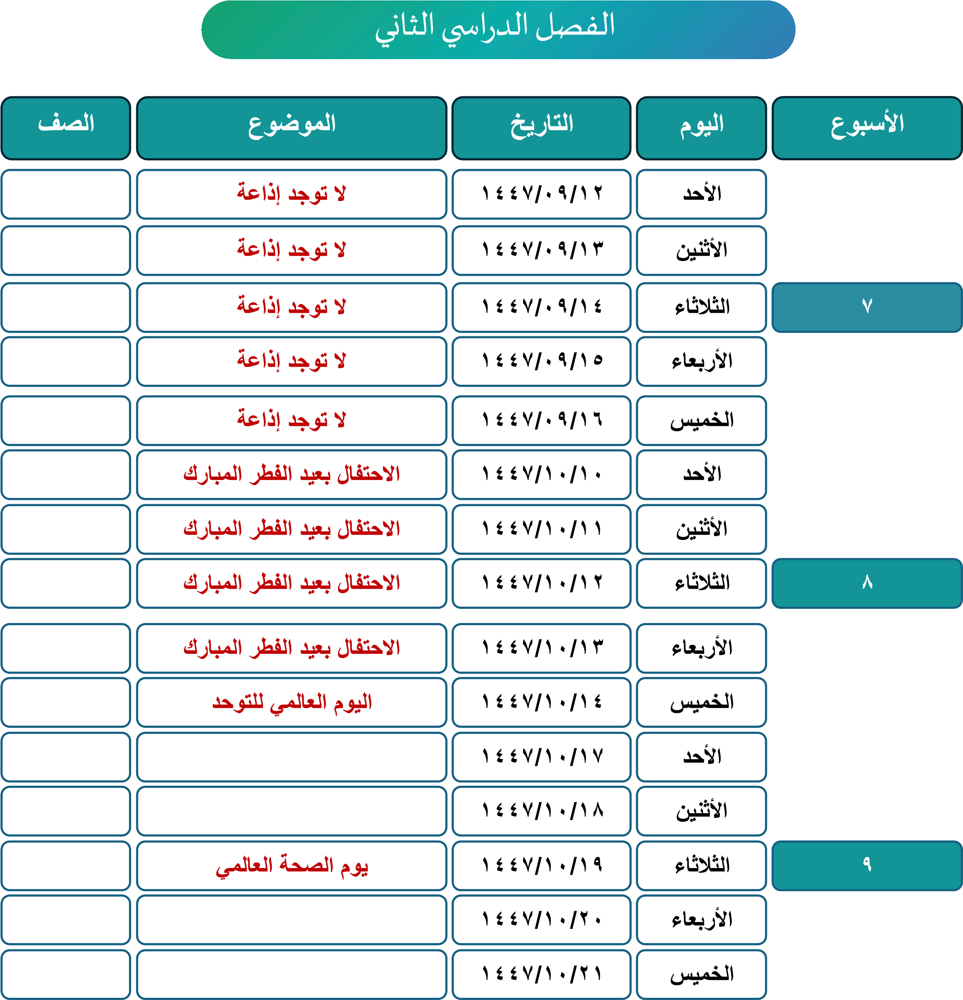 الفصل الدراسي الثاني
الأسبوع اليوم التاريخ الموضوع الصف
الأحد ١٤٤٧/٠٩/١٢ لا توجد إذاعة
الأثنين ١٤٤٧/٠٩/١٣ لا توجد إذاعة
٧ الثلاثاء ١٤٤٧/٠٩/١٤ لا توجد إذاعة
الأربعاء ١٤٤٧/٠٩/١٥ لا توجد إذاعة
الخميس ١٤٤٧/٠٩/١٦ لا توجد إذاعة
الأحد ١٤٤٧/١٠/١٠ الاحتفال بعيد الفطر المبارك
الأثنين ١٤٤٧/١٠/١١ الاحتفال بعيد الفطر المبارك
٨ الثلاثاء ١٤٤٧/١٠/١٢ الاحتفال بعيد الفطر المبارك
الأربعاء ١٤٤٧/١٠/١٣ الاحتفال بعيد الفطر المبارك
الخميس ١٤٤٧/١٠/١٤ اليوم العالمي للتوحد
الأحد ١٤٤٧/١٠/١٧
الأثنين ١٤٤٧/١٠/١٨
٩ الثلاثاء ١٤٤٧/١٠/١٩ يوم الصحة العالمي
الأربعاء ١٤٤٧/١٠/٢٠
الخميس ١٤٤٧/١٠/٢١